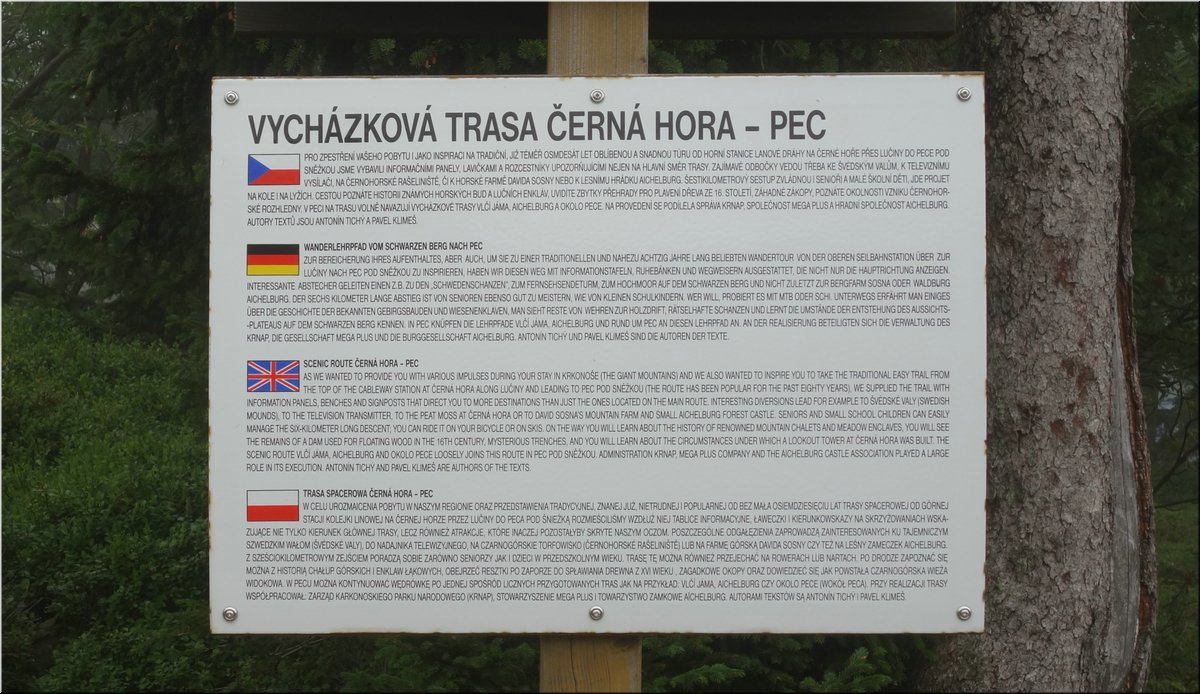 VYCHÁZKOVÁ TRASA ČERNÁ HORA – PEC
PRO ZPESTŘENÍ VAŠEHO POBYTU I JAKO INSPIRACI NA TRADIČNÍ, JIŽ TÉMĚŘ OSMDESÁT LET OBLÍBENOU A SNADNOU TÚRU OD HORNÍ STANICE LANOVÉ DRÁHY NA ČERNÉ HOŘE PŘES LUČINY DO PECE POD
SNĚŽKOU JSME VYBAVILI INFORMAČNÍMI PANELY, LAVIČKAMI A ROZCESTNÍKY UPOZORŇUJÍCÍMI NEJEN NA HLAVNÍ SMĚR TRASY. ZAJÍMAVÉ ODBOČKY VEDOU TŘEBA KE ŠVEDSKÝM VALŮM, K TELEVIZNÍMU
VYSÍLAČI, NA ČERNOHORSKÉ RAŠELINIŠTĚ, ČI K HORSKÉ FARMĚ DAVIDA SOSNY NEBO K LESNÍMU HRÁDKU AICHELBURG. ŠESTIKILOMETROVÝ SESTUP ZVLÁDNOU I SENIOŘI A MALÉ ŠKOLNÍ DĚTI, JDE PROJET
NA KOLE I NA LYŽÍCH. CESTOU POZNÁTE HISTORII ZNÁMÝCH HORSKÝCH BUD A LUČNÍCH ENKLÁV, UVIDÍTE ZBYTKY PŘEHRADY PRO PLAVENÍ DŘEVA ZE 16. STOLETÍ, ZÁHADNÉ ZÁKOPY, POZNÁTE OKOLNOSTI VZNIKU ČERNOHOR-
SKÉ ROZHLEDNY. V PECI NA TRASU VOLNĚ NAVAZUJÍ VYCHÁZKOVÉ TRASY VLČÍ JÁMA, AICHELBURG A OKOLO PECE. NA PROVEDENÍ SE PODÍLELA SPRÁVA KRNAP, SPOLEČNOST MEGA PLUS A HRADNÍ SPOLEČNOST AICHELBURG.
AUTORY TEXTŮ JSOU ANTONÍN TICHÝ A PAVEL KLIMEŠ.
WANDERLEHRPFAD VOM SCHWARZEN BERG NACH PEC
ZUR BEREICHERUNG IHRES AUFENTHALTES, ABER AUCH, UM SIE ZU EINER TRADITIONELLEN UND NAHEZU ACHTZIG JAHRE LANG BELIEBTEN WANDERTOUR VON DER OBEREN SEILBAHNSTATION ÜBER ZUR
LUČINY NACH PEC POD SNĚŽKOU ZU INSPIRIEREN, HABEN WIR DIESEN WEG MIT INFORMATIONSTAFELN, RUHEBÄNKEN UND WEGWEISERN AUSGESTATTET, DIE NICHT NUR DIE HAUPTRICHTUNG ANZEIGEN.
INTERESSANTE ABSTECHER GELEITEN EINEN Z.B. ZU DEN „SCHWEDENSCHANZEN", ZUM FERNSEHSENDETURM, ZUM HOCHMOOR AUF DEM SCHWARZEN BERG UND NICHT ZULETZT ZUR BERGFARM SOSNA ODER WALDBURG
AICHELBURG. DER SECHS KILOMETER LANGE ABSTIEG IST VON SENIOREN EBENSO GUT ZU MEISTERN, WIE VON KLEINEN SCHULKINDERN. WER WILL, PROBIERT ES MIT MTB ODER SCHI. UNTERWEGS ERFÄHRT MAN EINIGES
ÜBER DIE GESCHICHTE DER BEKANNTEN GEBIRGSBAUDEN UND WIESENENKLAVEN, MAN SIEHT RESTE VON WEHREN ZUR HOLZDRIFT, RÄTSELHAFTE SCHANZEN UND LERNT DIE UMSTÄNDE DER ENTSTEHUNG DES AUSSICHTS-
-PLATEAUS AUF DEM SCHWARZEN BERG KENNEN. IN PEC KNÜPFEN DIE LEHRPFADE VLČÍ JÁMA, AICHELBURG UND RUND UM PEC AN DIESEN LEHRPFAD AN. AN DER REALISIERUNG BETEILIGTEN SICH DIE VERWALTUNG DES
KRNAP, DIE GESELLSCHAFT MEGA PLUS UND DIE BURGGESELLSCHAFT AICHELBURG. ANTONÍN TICHÝ UND PAVEL KLIMEŠ SIND DIE AUTOREN DER TEXTE.
SCENIC ROUTE ČERNÁ HORA – PEC
AS WE WANTED TO PROVIDE YOU WITH VARIOUS IMPULSES DURING YOUR STAY IN KRKONOŠE (THE GIANT MOUNTAINS) AND WE ALSO WANTED TO INSPIRE YOU TO TAKE THE TRADITIONAL EASY TRAIL FROM
THE TOP OF THE CABLEWAY STATION AT ČERNÁ HORA ALONG LUČINY AND LEADING TO PEC POD SNĚŽKOU (THE ROUTE HAS BEEN POPULAR FOR THE PAST EIGHTY YEARS), WE SUPPLIED THE TRAIL WITH
INFORMATION PANELS, BENCHES AND SIGNPOSTS THAT DIRECT YOU TO MORE DESTINATIONS THAN JUST THE ONES LOCATED ON THE MAIN ROUTE. INTERESTING DIVERSIONS LEAD FOR EXAMPLE TO ŠVÉDSKÉ VALY (SWEDISH
MOUNDS), TO THE TELEVISION TRANSMITTER, TO THE PEAT MOSS AT ČERNÁ HORA OR TO DAVID SOSNA'S MOUNTAIN FARM AND SMALL AICHELBURG FOREST CASTLE. SENIORS AND SMALL SCHOOL CHILDREN CAN EASILY
MANAGE THE SIX-KILOMETER LONG DESCENT; YOU CAN RIDE IT ON YOUR BICYCLE OR ON SKIS. ON THE WAY YOU WILL LEARN ABOUT THE HISTORY OF RENOWNED MOUNTAIN CHALETS AND MEADOW ENCLAVES, YOU WILL SEE
THE REMAINS OF A DAM USED FOR FLOATING WOOD IN THE 16TH CENTURY, MYSTERIOUS TRENCHES, AND YOU WILL LEARN ABOUT THE CIRCUMSTANCES UNDER WHICH A LOOKOUT TOWER AT ČERNÁ HORA WAS BUILT. THE
SCENIC ROUTE VLČÍ JÁMA, AICHELBURG AND OKOLO PECE LOOSELY JOINS THIS ROUTE IN PEC POD SNĚŽKOU. ADMINISTRATION KRNAP, MEGA PLUS COMPANY AND THE AICHELBURG CASTLE ASSOCIATION PLAYED A LARGE
ROLE IN ITS EXECUTION. ANTONÍN TICHÝ AND PAVEL KLIMEŠ ARE AUTHORS OF THE TEXTS.
TRASA SPACEROWA ČERNÁ HORA – PEC
W CELU UROZMAICENIA POBYTU W NASZYM REGIONIE ORAZ PRZEDSTAWIENIA TRADYCYJNEJ, ZNANEJ JUŻ, NIETRUDNEJ I POPULARNEJ OD BEZ MAŁA OSIEMDZIESIĘCIU LAT TRASY SPACEROWEJ OD GÓRNEJ
STACJI KOLEJKI LINOWEJ NA ČERNEJ HORZE PRZEZ LUČINY DO PECA POD ŚNIEŻKĄ ROZMIEŚCILIŚMY WZDŁUŻ NIEJ TABLICE INFORMACYJNE, ŁAWECZKI I KIERUNKOWSKAZY NA SKRZYŻOWANIACH WSKA-
ZUJĄCE NIE TYLKO KIERUNEK GŁÓWNEJ TRASY, LECZ RÓWNIEŻ ATRAKCJE, KTÓRE INACZEJ POZOSTAŁYBY SKRYTE NASZYM OCZOM. POSZCZEGÓLNE ODGAŁĘZIENIA ZAPROWADZĄ ZAINTERESOWANYCH KU TAJEMNICZYM
SZWEDZKIM WAŁOM (ŠVÉDSKÉ VALY), DO NADAJNIKA TELEWIZYJNEGO, NA CZARNOGÓRSKIE TORFOWISKO (ČERNOHORSKÉ RAŠELINIŠTĚ) LUB NA FARMĘ GÓRSKĄ DAVIDA SOSNY CZY TEŻ NA LEŚNY ZAMECZEK AICHELBURG.
Z SZEŚCIOKILOMETROWYM ZEJŚCIEM PORADZĄ SOBIE ZARÓWNO SENIORZY JAK I DZIECI W PRZEDSZKOLNYM WIEKU. TRASĘ TĘ MOŻNA RÓWNIEŻ PRZEJECHAĆ NA ROWERACH LUB NARTACH. PO DRODZE ZAPOZNAĆ SIĘ
MOŻNA Z HISTORIĄ CHAŁUP GÓRSKICH I ENKLAW ŁĄKOWYCH, OBEJRZEĆ RESZTKI PO ZAPORZE DO SPŁAWIANIA DREWNA Z XVI WIEKU , ZAGADKOWE OKOPY ORAZ DOWIEDZIEĆ SIĘ JAK POWSTAŁA CZARNOGÓRSKA WIEŻA
WIDOKOWA. W PECU MOŻNA KONTYNUOWAĆ WĘDRÓWKĘ PO JEDNEJ SPOŚRÓD LICZNYCH PRZYGOTOWANYCH TRAS JAK NA PRZYKŁAD: VLČÍ JÁMA, AICHELBURG CZY OKOLO PECE (WOKÓŁ PECA). PRZY REALIZACJI TRASY
WSPÓŁPRACOWAŁ: ZARZĄD KARKONOSKIEGO PARKU NARODOWEGO (KRNAP), STOWARZYSZENIE MEGA PLUS I TOWARZYSTWO ZAMKOWE AICHELBURG. AUTORAMI TEKSTÓW SĄ ANTONÍN TICHÝ I PAVEL KLIMEŠ.